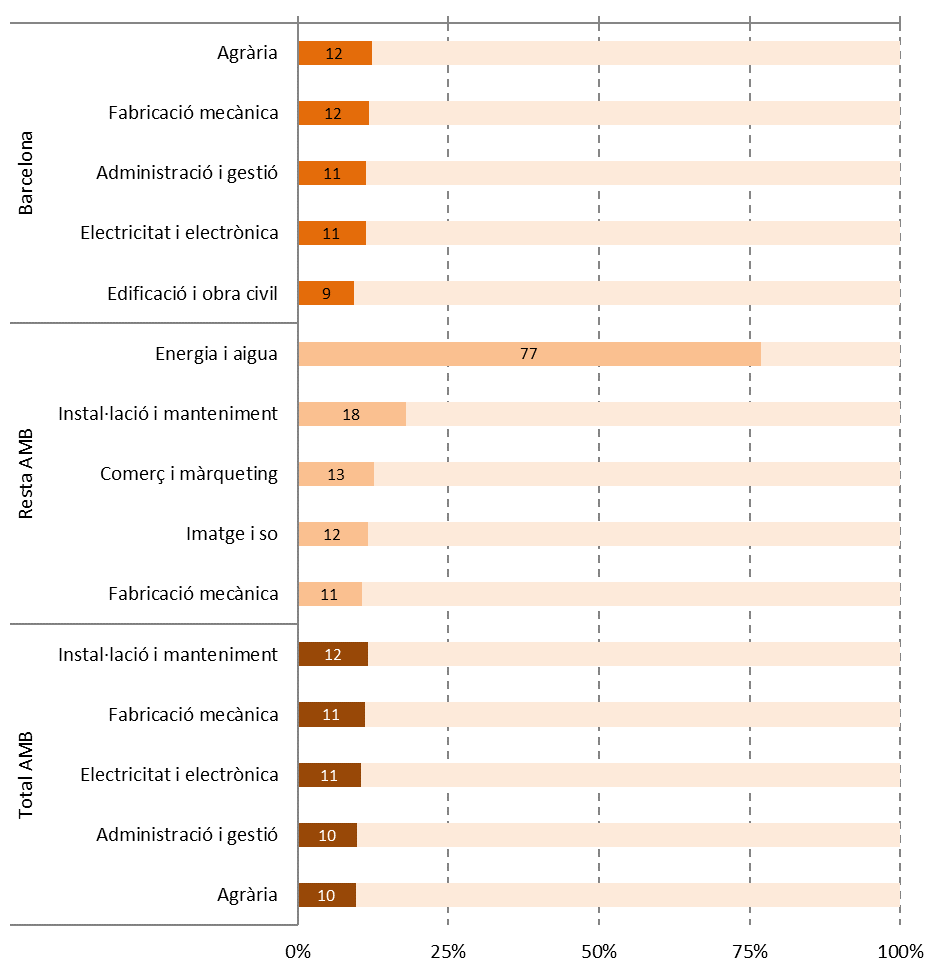 Barcelona
Agrària 12
Fabricació mecànica 12
Administració i gestió 11
Electricitat i electrònica 11
Edificació i obra civil 9
Resta AMB
Energia i aigua 77
Instal·lació i manteniment 18
Comerç i màrqueting 13
Imatge i so 12
Fabricació mecànica 11
Total AMB
Instal·lació i manteniment 12
Fabricació mecànica 11
Electricitat i electrònica 11
Administració i gestió 10
Agrària 10
0% 25% 50% 75% 100%